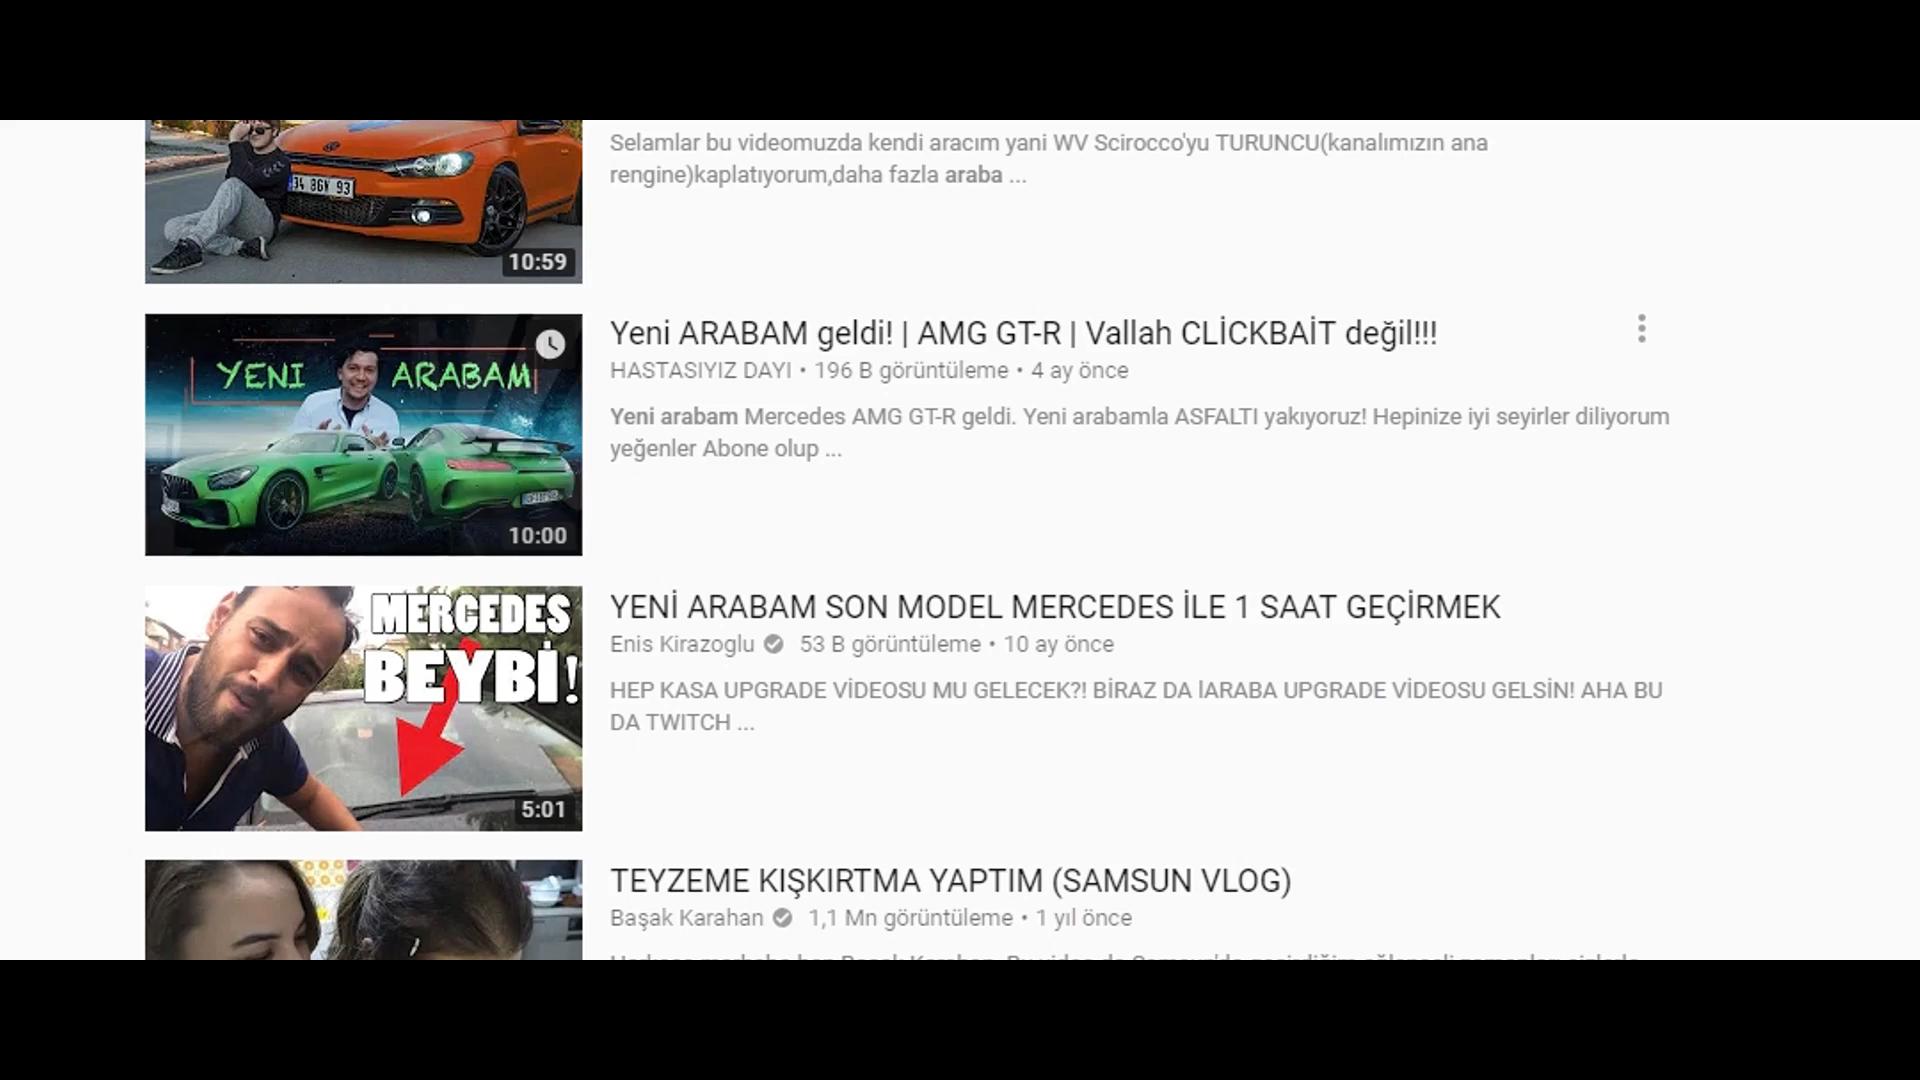 Selamlar bu videomuzda kendi aracım yani WV Scirocco'yu TURUNCU(kanalımızın ana
rengine)kaplatıyorum,daha fazla araba ...
34 BGV 93
10:59
YENI ARABAM
10:00
Yeni ARABAM geldi! | AMG GT-R | Vallah CLİCKBAİT değil!!!
HASTASIYIZ DAYI • 196 B görüntüleme • 4 ay önce
Yeni arabam Mercedes AMG GT-R geldi. Yeni arabamla ASFALTI yakıyoruz! Hepinize iyi seyirler diliyorum
yeğenler Abone olup ...
MERCEDES
BEYBİ!
5:01
YENİ ARABAM SON MODEL MERCEDES İLE 1 SAAT GEÇİRMEK
Enis Kirazoglu 53 B görüntüleme • 10 ay önce
HEP KASA UPGRADE VİDEOSU MU GELECEK?! BİRAZ DA lARABA UPGRADE VİDEOSU GELSİN! AHA BU
DA TWITCH ...
TEYZEME KIŞKIRTMA YAPTIM (SAMSUN VLOG)
Başak Karahan 1,1 Mn görüntüleme • 1 yıl önce